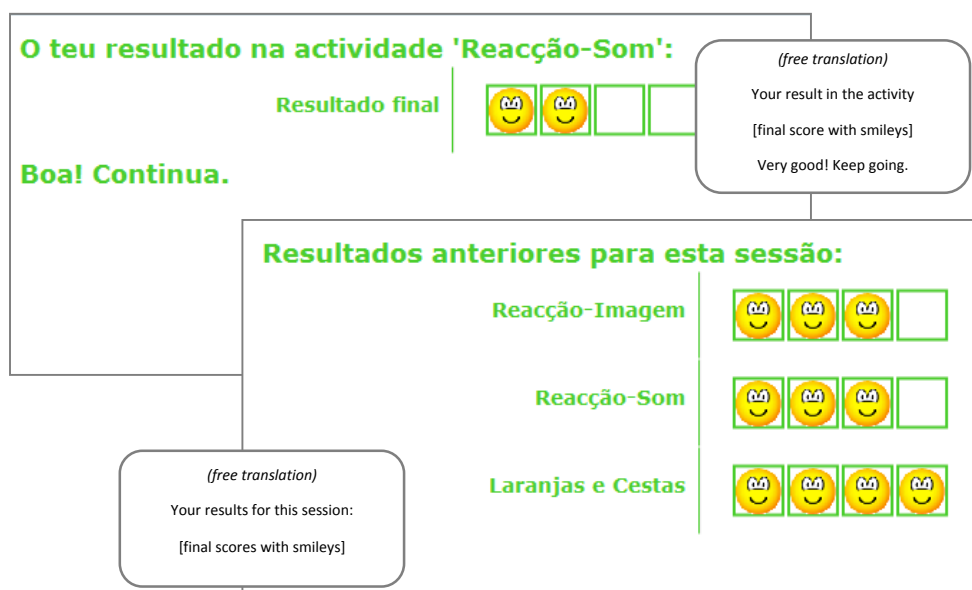 O teu resultado na actividade 'Reacção-Som':
Resultado final
Boa! Continua.
(free translation)
Your result in the activity
[final score with smileys]
Very good! Keep going.
Resultados anteriores para esta sessão:
Reacção-Imagem
Reacção-Som
Laranjas e Cestas
(free translation)
Your results for this session:
[final scores with smileys]